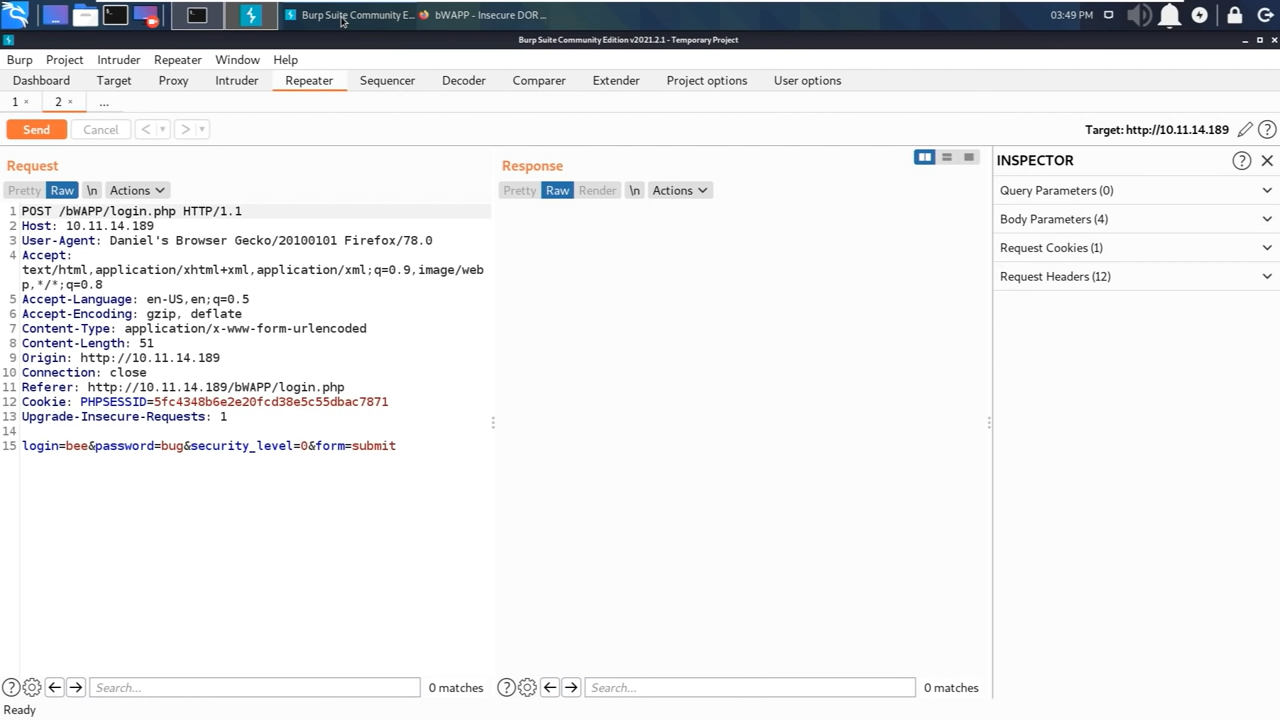 Burp Suite Community E...
bWAPP - Insecure DOR ...
03:49 PM
Burp Suite Community Edition v2021.2.1 - Temporary Project
Burp Project Intruder Repeater Window Help
Dashboard Target Proxy Intruder Repeater Sequencer Decoder Comparer Extender Project options User options
1 × 2 × ...
Send Cancel < > Target: http://10.11.14.189 ?
Request
Pretty Raw \n Actions
1 POST /bWAPP/login.php HTTP/1.1
2 Host: 10.11.14.189
3 User-Agent: Daniel's Browser Gecko/20100101 Firefox/78.0
4 Accept:
text/html,application/xhtml+xml,application/xml;q=0.9,image/web
p,*/*;q=0.8
5 Accept-Language: en-US,en;q=0.5
6 Accept-Encoding: gzip, deflate
7 Content-Type: application/x-www-form-urlencoded
8 Content-Length: 51
9 Origin: http://10.11.14.189
10 Connection: close
11 Referer: http://10.11.14.189/bWAPP/login.php
12 Cookie: PHPSESSID=5fc4348b6e2e20fcd38e5c55dbac7871
13 Upgrade-Insecure-Requests: 1
14
15 login=bee&password=bug&security_level=0&form=submit
? Search... 0 matches
Response
Pretty Raw Render \n Actions
? Search... 0 matches
INSPECTOR ?
Query Parameters (0)
Body Parameters (4)
Request Cookies (1)
Request Headers (12)
Ready